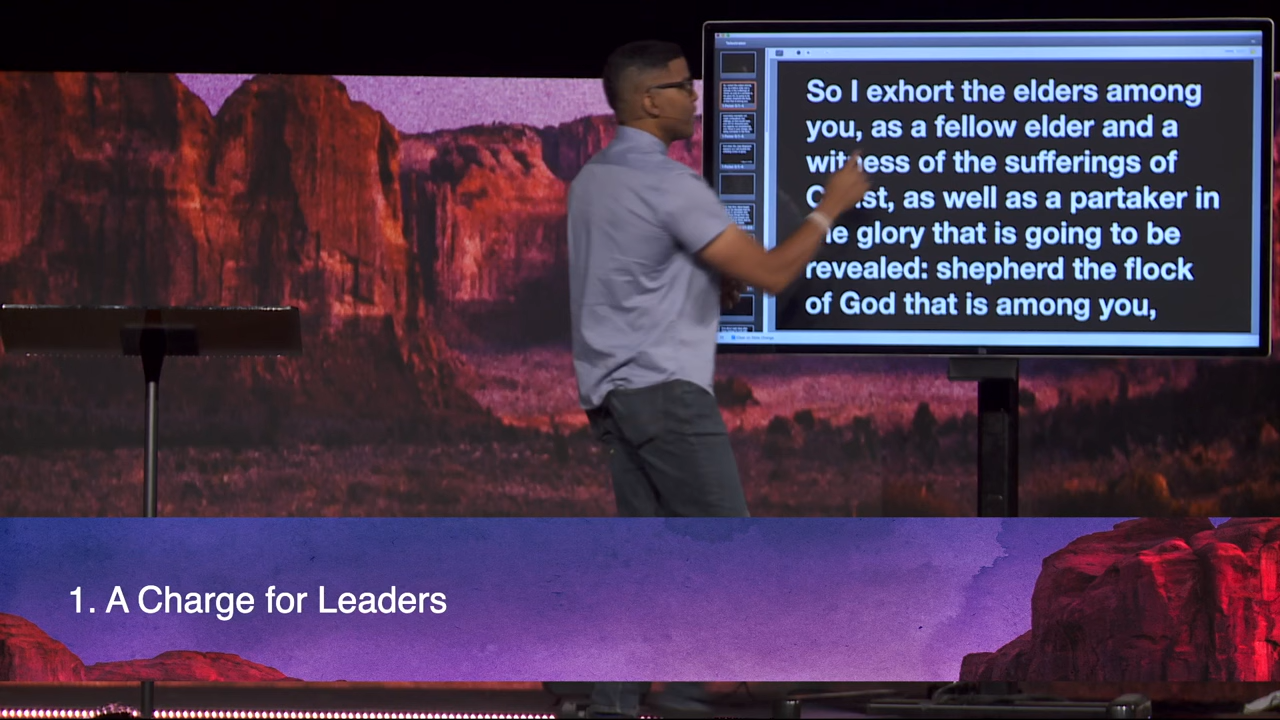 So I exhort the elders among
you, as a fellow elder and a
witness of the sufferings of
as well as a partaker in
glory that is going to be
revealed: shepherd the flock
of God that is among you,
1. A Charge for Leaders